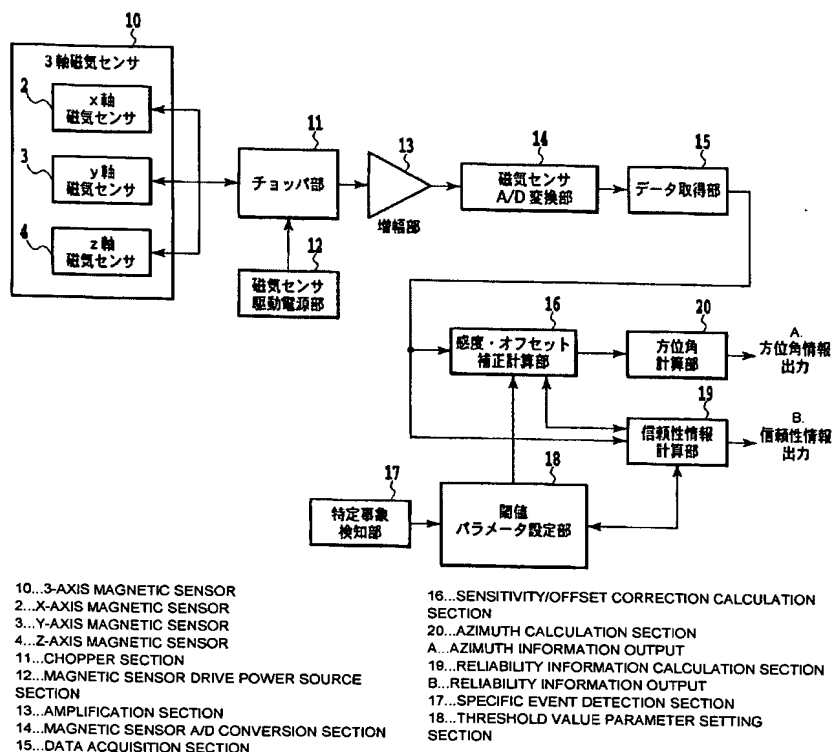 10
3軸磁気センサ
2
x軸
磁気センサ
3
y軸
磁気センサ
4
z軸
磁気センサ
11
チョッパ部
12
磁気センサ
駆動電源部
13
増幅部
14
磁気センサ
A/D変換部
15
データ取得部
16
感度・オフセット
補正計算部
20
方位角
計算部
A.
方位角情報
出力
19
信頼性情報
計算部
B.
信頼性情報
出力
17
特定事象
検知部
18
閾値
パラメータ設定部
10...3-AXIS MAGNETIC SENSOR
2...X-AXIS MAGNETIC SENSOR
3...Y-AXIS MAGNETIC SENSOR
4...Z-AXIS MAGNETIC SENSOR
11...CHOPPER SECTION
12...MAGNETIC SENSOR DRIVE POWER SOURCE
SECTION
13...AMPLIFICATION SECTION
14...MAGNETIC SENSOR A/D CONVERSION SECTION
15...DATA ACQUISITION SECTION
16...SENSITIVITY/OFFSET CORRECTION CALCULATION
SECTION
20...AZIMUTH CALCULATION SECTION
A...AZIMUTH INFORMATION OUTPUT
19...RELIABILITY INFORMATION CALCULATION SECTION
B...RELIABILITY INFORMATION OUTPUT
17...SPECIFIC EVENT DETECTION SECTION
18...THRESHOLD VALUE PARAMETER SETTING
SECTION